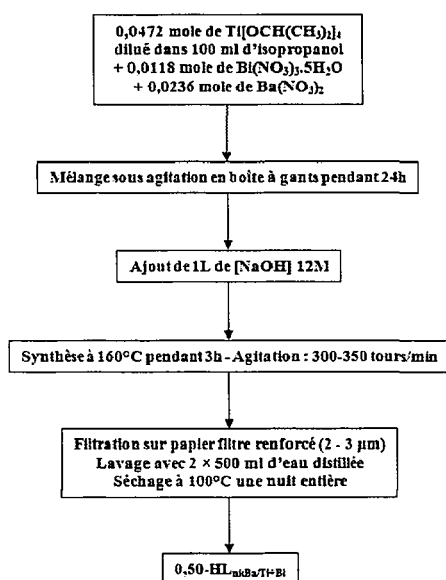 0,0472 mole de Ti[OCH(CH₃)₂]₄
dilué dans 100 ml d'isopropanol
+ 0,0118 mole de Bi(NO₃)₃.5H₂O
+ 0,0236 mole de Ba(NO₃)₂
Mélange sous agitation en boîte à gants pendant 24h
Ajout de 1L de [NaOH] 12M
Synthèse à 160°C pendant 3h - Agitation : 300-350 tours/min
Filtration sur papier filtre renforcé (2 - 3 µm)
Lavage avec 2 × 500 ml d'eau distillée
Séchage à 100°C une nuit entière
0,50-HL